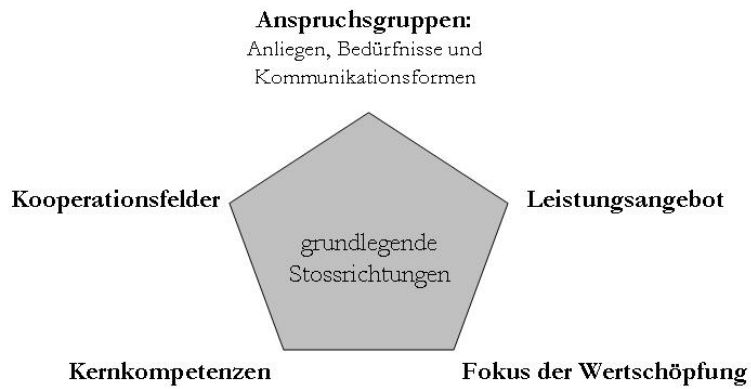 Anspruchsgruppen:
Anliegen, Bedürfnisse und
Kommunikationsformen
Kooperationsfelder
Leistungsangebot
grundlegende
Stossrichtungen
Kernkompetenzen
Fokus der Wertschöpfung